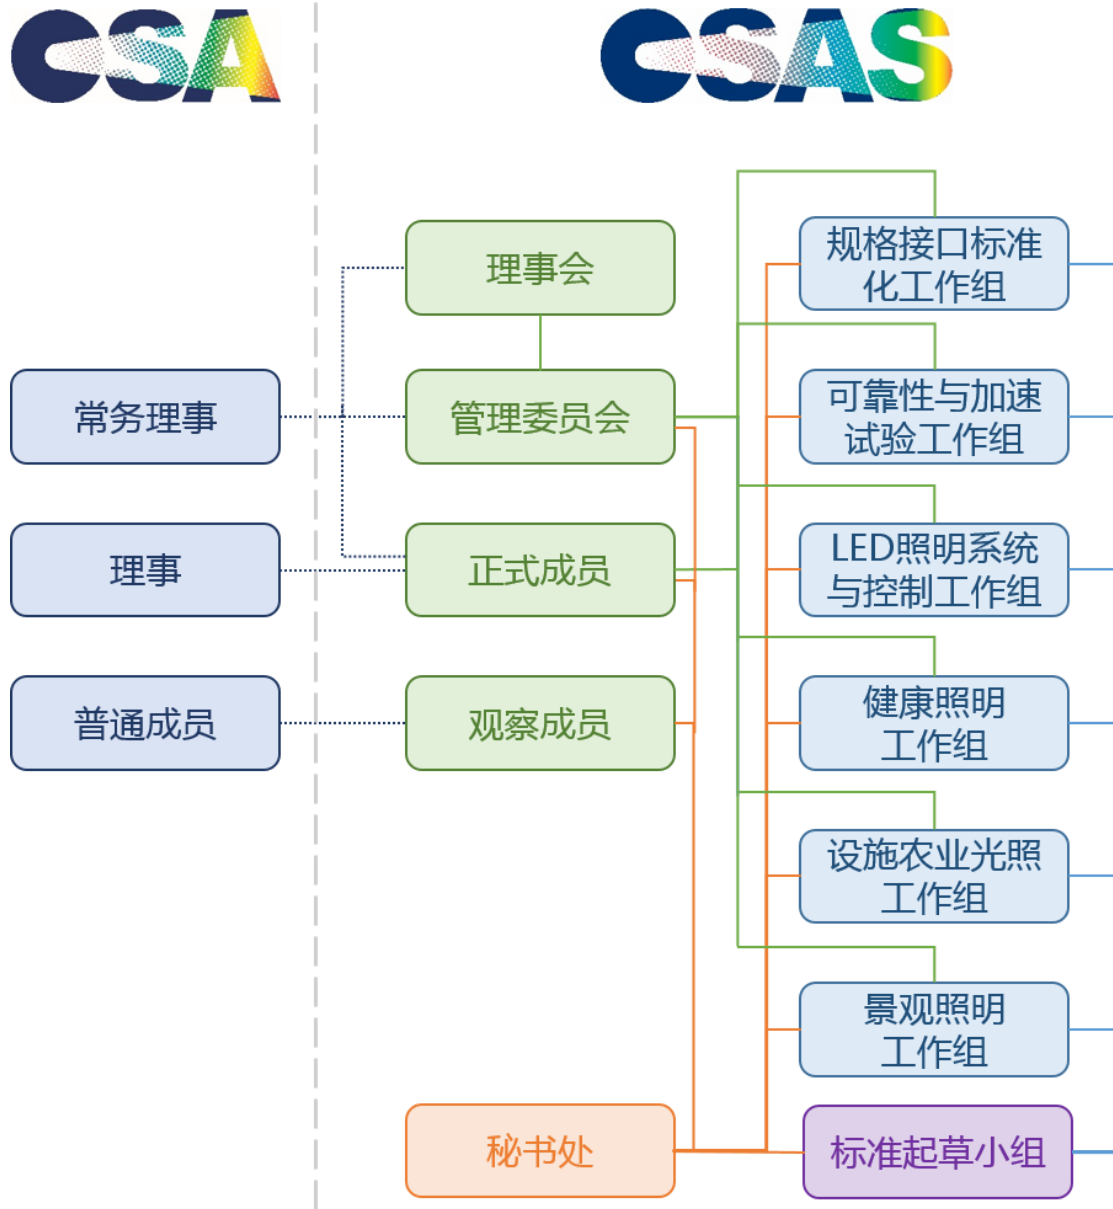 CSA
CSAS
理事会
常务理事
管理委员会
理事
正式成员
普通成员
观察成员
秘书处
规格接口标准
化工作组
可靠性与加速
试验工作组
LED照明系统
与控制工作组
健康照明
工作组
设施农业光照
工作组
景观照明
工作组
标准起草小组